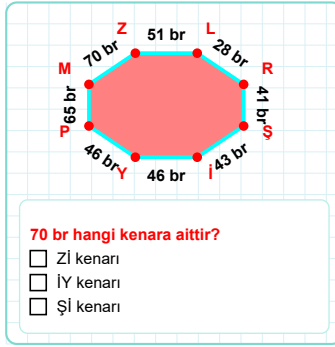 Z
51 br
L
70 br
28 br
M
R
65 br
41 br
P
Ş
46 br
43 br
Y
46 br
İ
70 br hangi kenara aittir?
Zİ kenarı
İY kenarı
Şİ kenarı